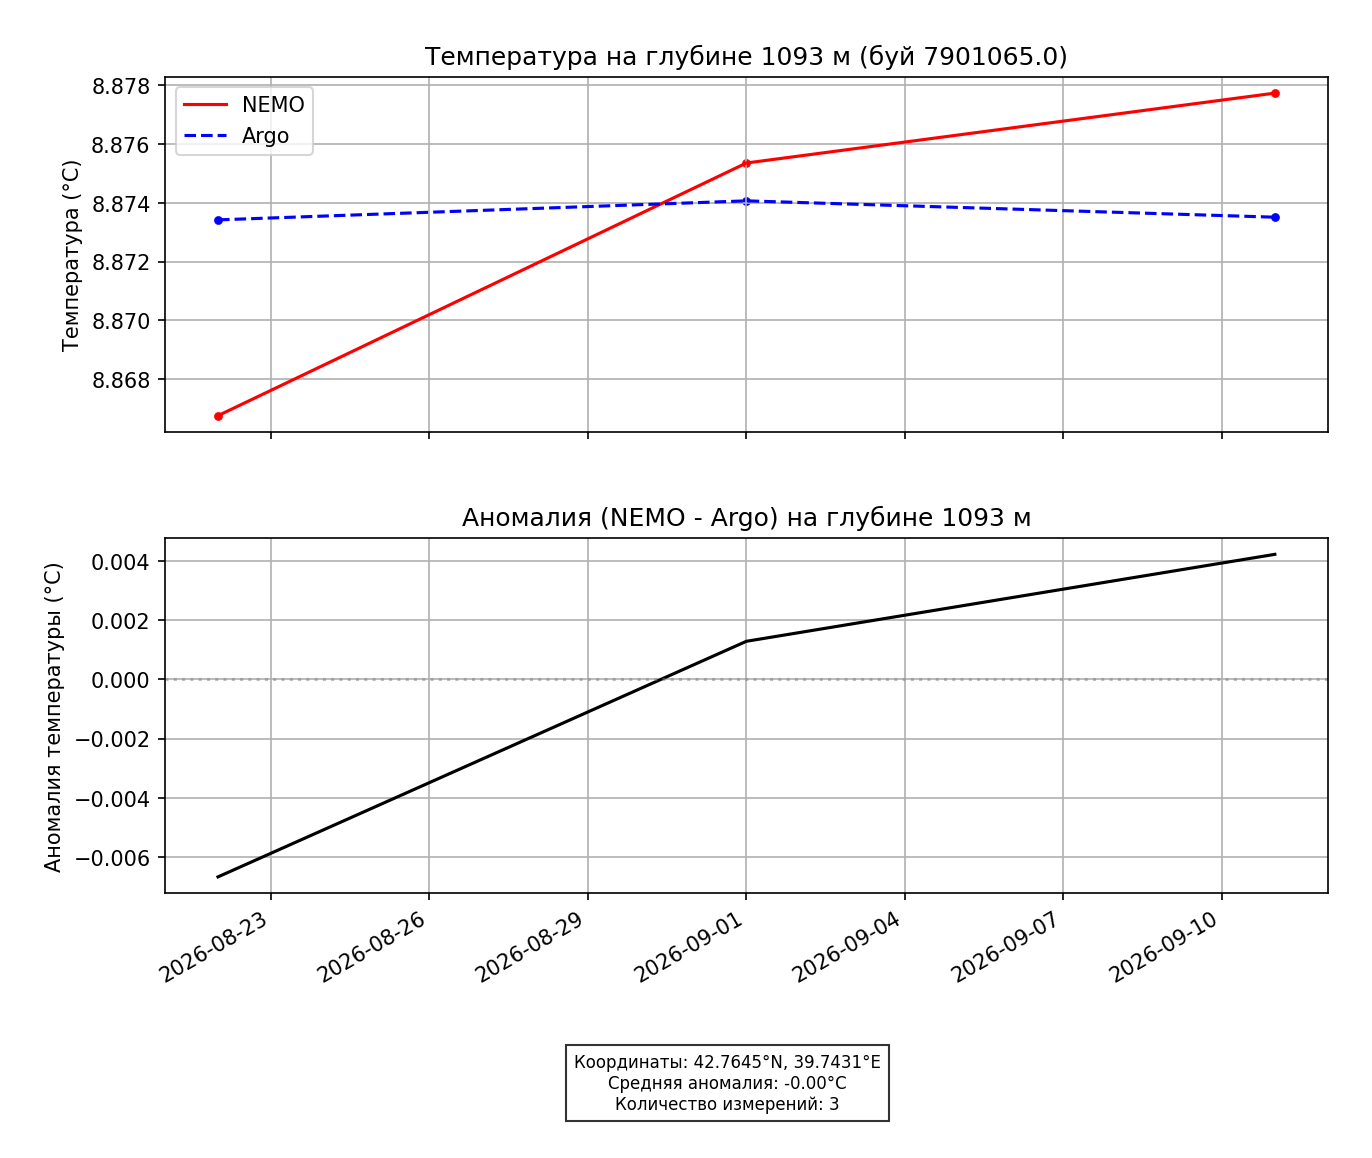 Температура на глубине 1093 м (буй 7901065.0)
8.878
8.876
8.874
8.872
8.870
8.868
Температура (°C)
NEMO
Argo
Аномалия (NEMO - Argo) на глубине 1093 м
0.004
0.002
0.000
−0.002
−0.004
−0.006
Аномалия температуры (°C)
2026-08-23
2026-08-26
2026-08-29
2026-09-01
2026-09-04
2026-09-07
2026-09-10
Координаты: 42.7645°N, 39.7431°E
Средняя аномалия: -0.00°C
Количество измерений: 3